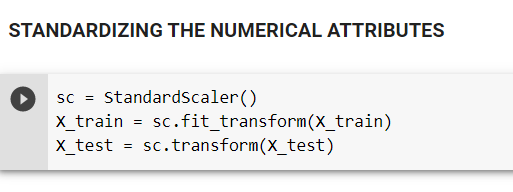 STANDARDIZING THE NUMERICAL ATTRIBUTES
sc = StandardScaler()
X_train = sc.fit_transform(X_train)
X_test = sc.transform(X_test)